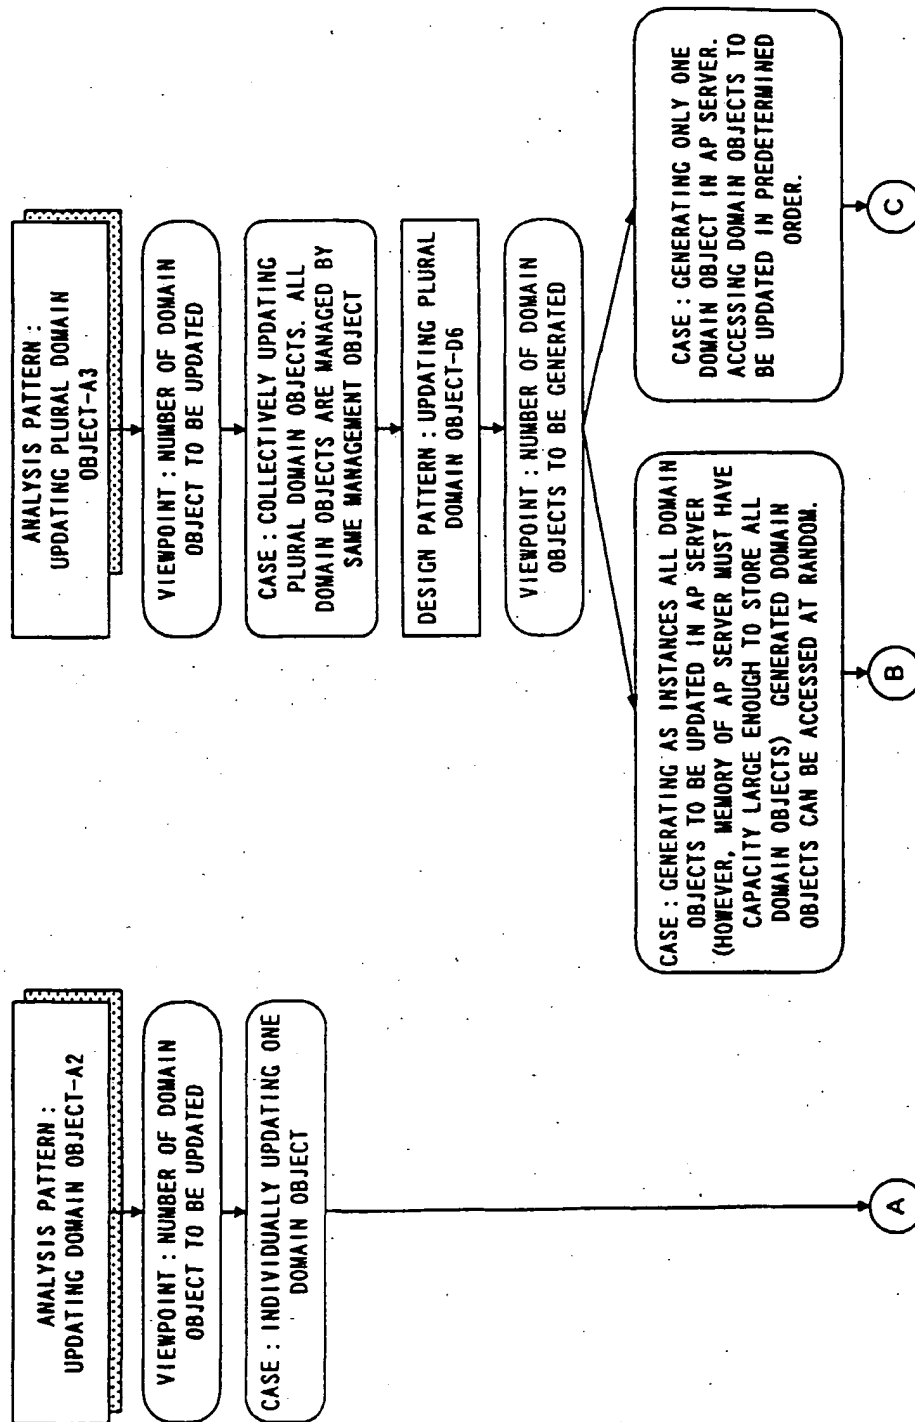 ANALYSIS PATTERN:
UPDATING DOMAIN OBJECT-A2
VIEWPOINT: NUMBER OF DOMAIN
OBJECT TO BE UPDATED
CASE: INDIVIDUALLY UPDATING ONE
DOMAIN OBJECT
A
ANALYSIS PATTERN:
UPDATING PLURAL DOMAIN
OBJECT-A3
VIEWPOINT: NUMBER OF DOMAIN
OBJECT TO BE UPDATED
CASE: COLLECTIVELY UPDATING
PLURAL DOMAIN OBJECTS. ALL
DOMAIN OBJECTS ARE MANAGED BY
SAME MANAGEMENT OBJECT
DESIGN PATTERN: UPDATING PLURAL
DOMAIN OBJECT-D6
VIEWPOINT: NUMBER OF DOMAIN
OBJECTS TO BE GENERATED
CASE: GENERATING AS INSTANCES ALL DOMAIN
OBJECTS TO BE UPDATED IN AP SERVER
(HOWEVER, MEMORY OF AP SERVER MUST HAVE
CAPACITY LARGE ENOUGH TO STORE ALL
DOMAIN OBJECTS) GENERATED DOMAIN
OBJECTS CAN BE ACCESSED AT RANDOM.
B
CASE: GENERATING ONLY ONE
DOMAIN OBJECT IN AP SERVER.
ACCESSING DOMAIN OBJECTS TO
BE UPDATED IN PREDETERMINED
ORDER.
C